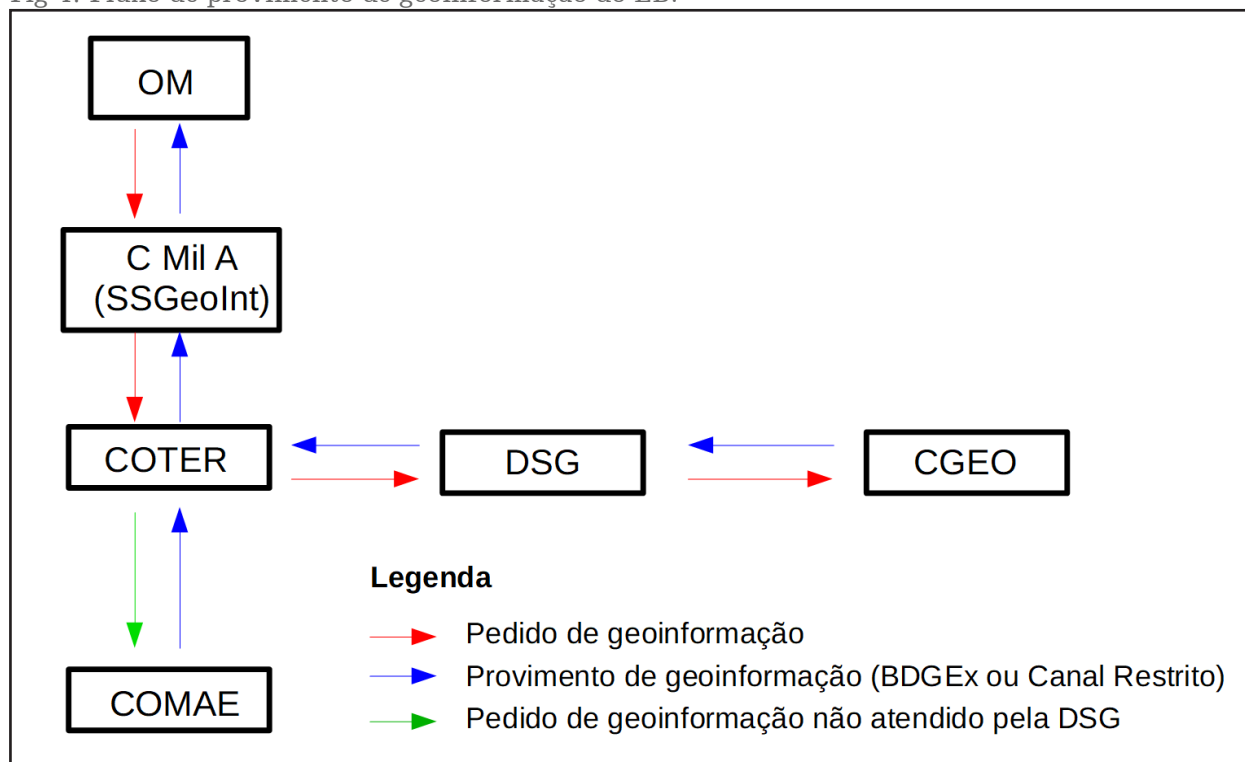 OM
C Mil A
(SSGeoInt)
COTER
DSG
CGEO
COMAE
Legenda
Pedido de geoinformação
Provimento de geoinformação (BDGEx ou Canal Restrito)
Pedido de geoinformação não atendido pela DSG